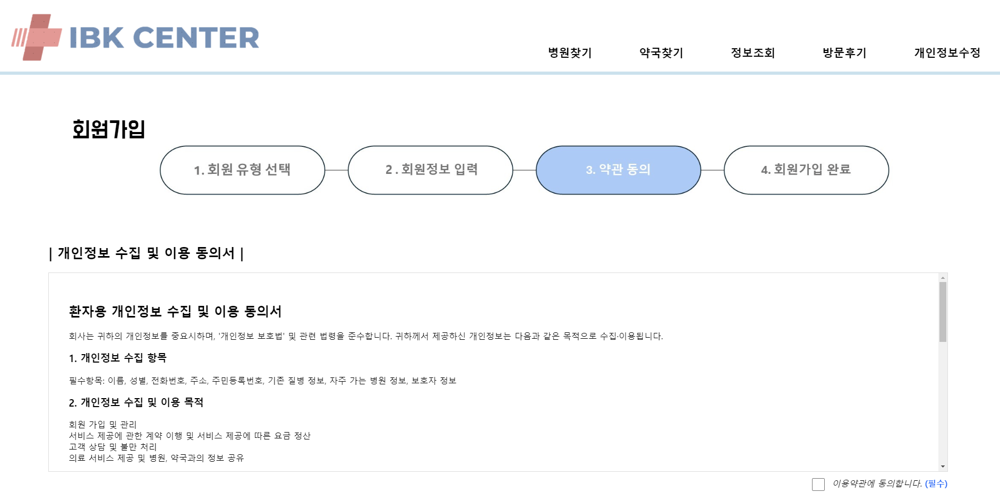 IBK CENTER
병원찾기 약국찾기 정보조회 방문후기 개인정보수정
회원가입
1. 회원 유형 선택 2 . 회원정보 입력 3. 약관 동의 4. 회원가입 완료
| 개인정보 수집 및 이용 동의서 |
환자용 개인정보 수집 및 이용 동의서
회사는 귀하의 개인정보를 중요시하며, '개인정보 보호법' 및 관련 법령을 준수합니다. 귀하께서 제공하신 개인정보는 다음과 같은 목적으로 수집·이용됩니다.
1. 개인정보 수집 항목
필수항목: 이름, 성별, 전화번호, 주소, 주민등록번호, 기존 질병 정보, 자주 가는 병원 정보, 보호자 정보
2. 개인정보 수집 및 이용 목적
회원 가입 및 관리
서비스 제공에 관한 계약 이행 및 서비스 제공에 따른 요금 정산
고객 상담 및 불만 처리
의료 서비스 제공 및 병원, 약국과의 정보 공유
이용약관에 동의합니다. (필수)